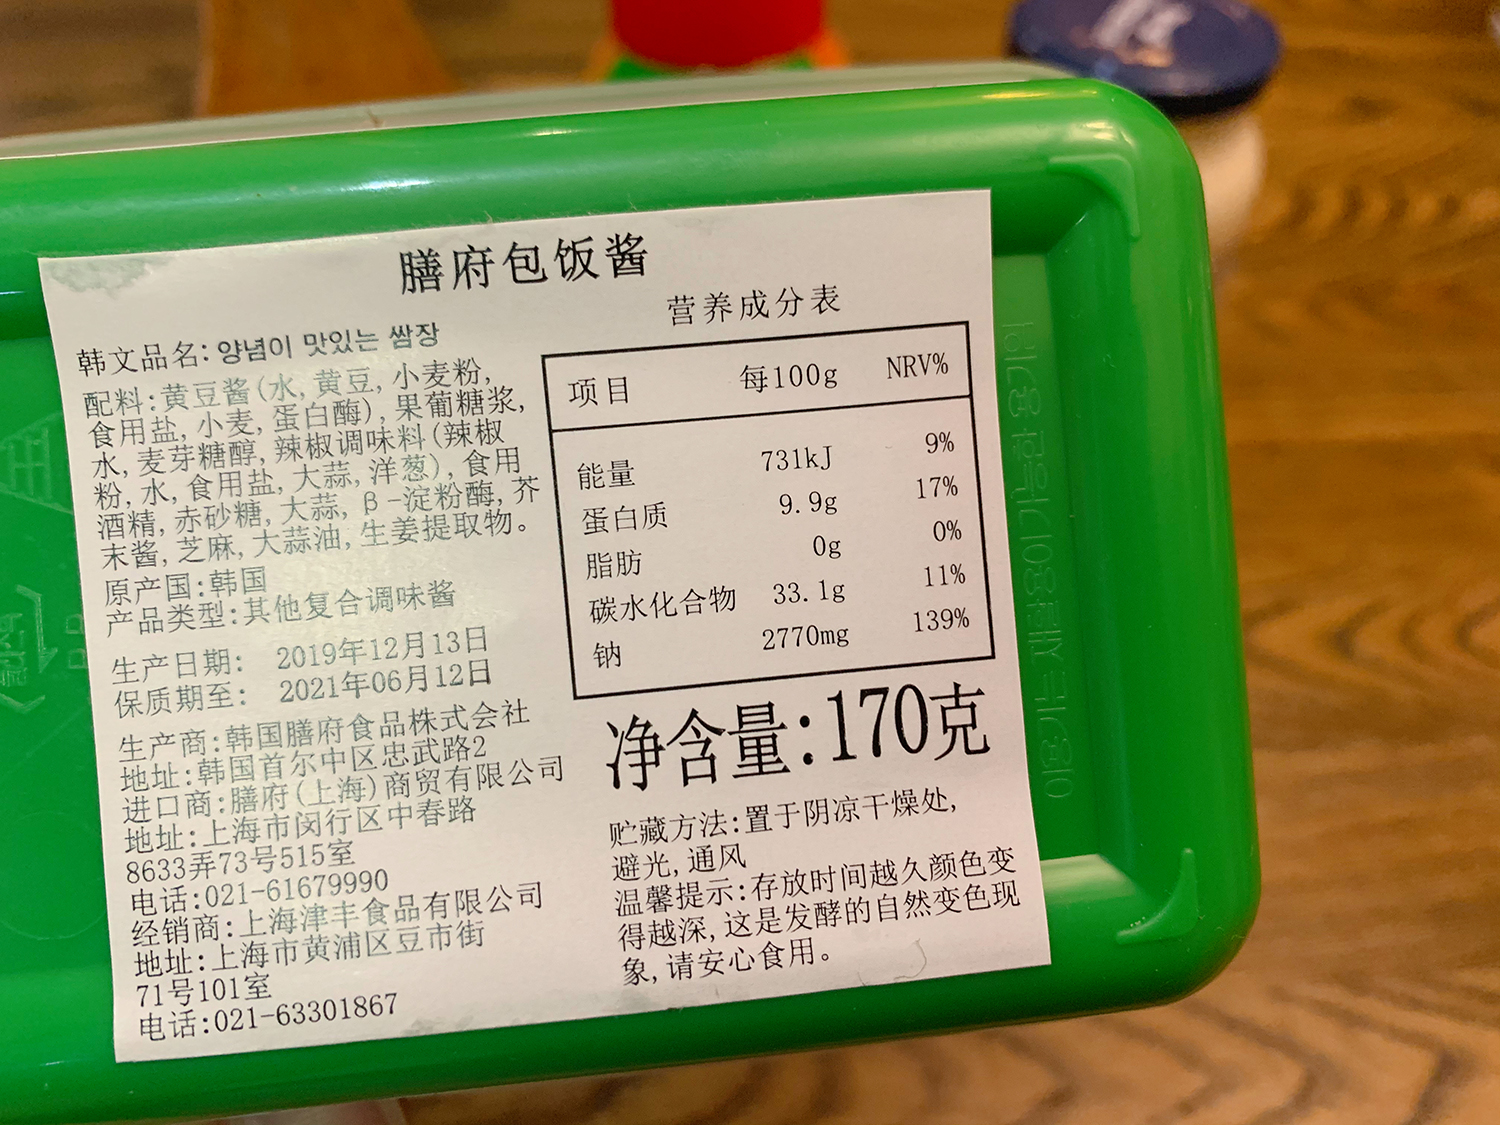 膳府包饭酱
韩文品名:양념이 맛있는 쌈장
配料:黄豆酱(水,黄豆,小麦粉,
食用盐,小麦,蛋白酶),果葡糖浆,
水,麦芽糖醇,辣椒调味料(辣椒
粉,水,食用盐,大蒜,洋葱),食用
酒精,赤砂糖,大蒜,β-淀粉酶,芥
末酱,芝麻,大蒜油,生姜提取物。
原产国:韩国
产品类型:其他复合调味酱
生产日期: 2019年12月13日
保质期至: 2021年06月12日
生产商:韩国膳府食品株式会社
地址:韩国首尔中区忠武路2
进口商:膳府(上海)商贸有限公司
地址:上海市闵行区中春路
8633弄73号515室
电话:021-61679990
经销商:上海津丰食品有限公司
地址:上海市黄浦区豆市街
71号101室
电话:021-63301867
营养成分表
项目 每100g NRV%
能量 731kJ 9%
蛋白质 9.9g 17%
脂肪 0g 0%
碳水化合物 33.1g 11%
钠 2770mg 139%
净含量:170克
贮藏方法:置于阴凉干燥处,
避光,通风
温馨提示:存放时间越久颜色变
得越深,这是发酵的自然变色现
象,请安心食用。